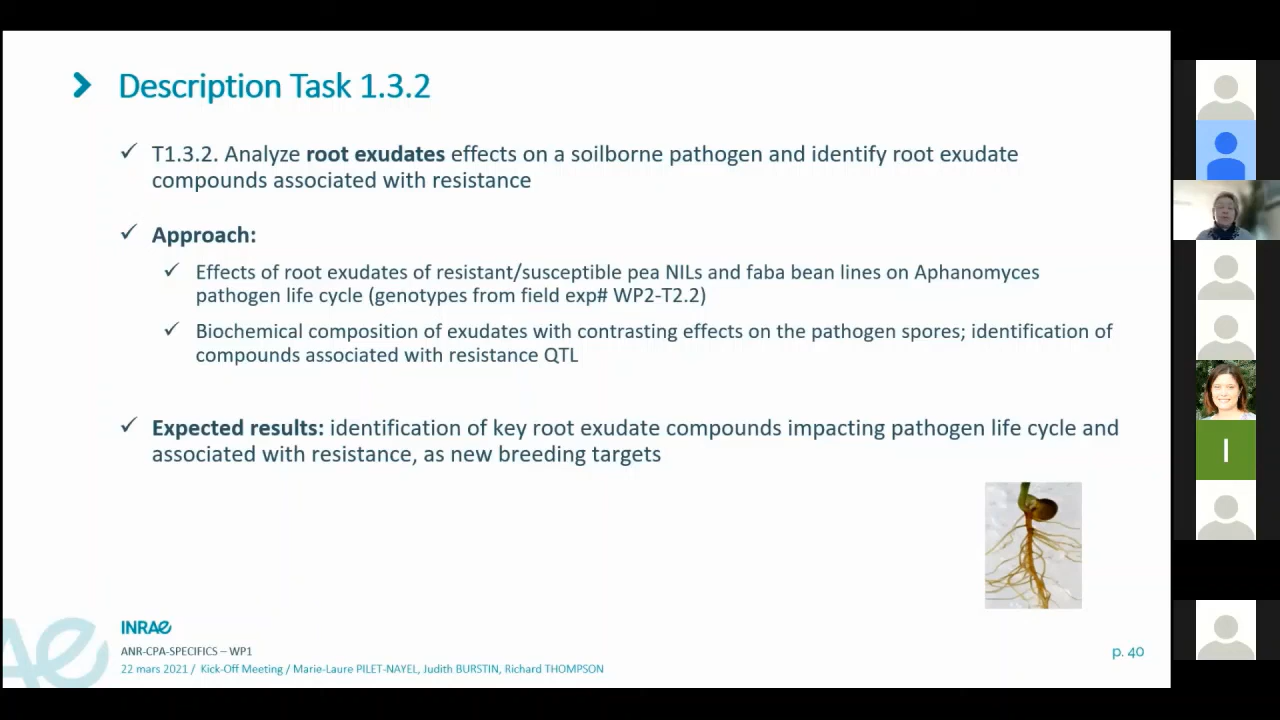 Description Task 1.3.2
T1.3.2. Analyze root exudates effects on a soilborne pathogen and identify root exudate
compounds associated with resistance
Approach:
Effects of root exudates of resistant/susceptible pea NILs and faba bean lines on Aphanomyces
pathogen life cycle (genotypes from field exp# WP2-T2.2)
Biochemical composition of exudates with contrasting effects on the pathogen spores; identification of
compounds associated with resistance QTL
Expected results: identification of key root exudate compounds impacting pathogen life cycle and
associated with resistance, as new breeding targets
INRAE
ANR-CPA-SPECIFICS – WP1
22 mars 2021 / Kick-Off Meeting / Marie-Laure PILET-NAYEL, Judith BURSTIN, Richard THOMPSON
p. 40
I